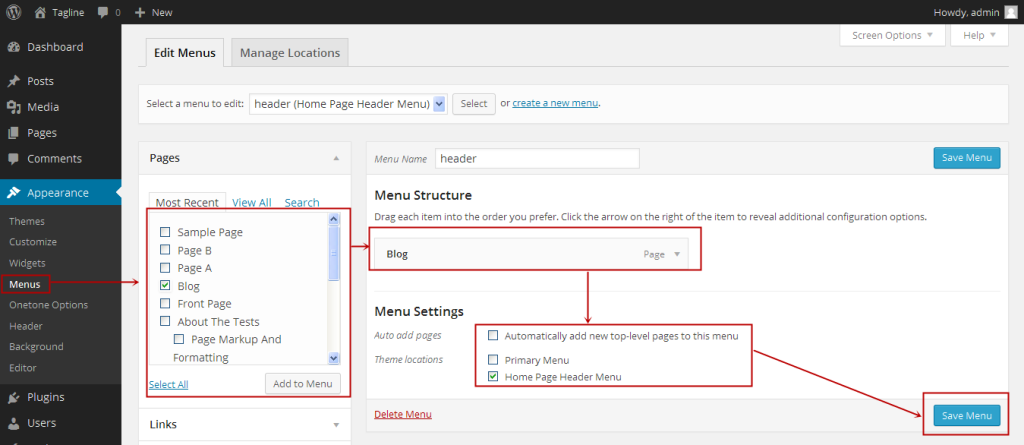 Tagline 0 New Howdy, admin
Screen Options Help
Dashboard
Posts
Media
Pages
Comments
Appearance
Themes
Customize
Widgets
Menus
Onetone Options
Header
Background
Editor
Plugins
Users
Edit Menus Manage Locations
Select a menu to edit: header (Home Page Header Menu) Select or create a new menu.
Pages
Most Recent View All Search
Sample Page
Page B
Page A
Blog
Front Page
About The Tests
Page Markup And
Formatting
Select All Add to Menu
Links
Menu Name header Save Menu
Menu Structure
Drag each item into the order you prefer. Click the arrow on the right of the item to reveal additional configuration options.
Blog Page
Menu Settings
Auto add pages Automatically add new top-level pages to this menu
Theme locations Primary Menu
Home Page Header Menu
Delete Menu Save Menu